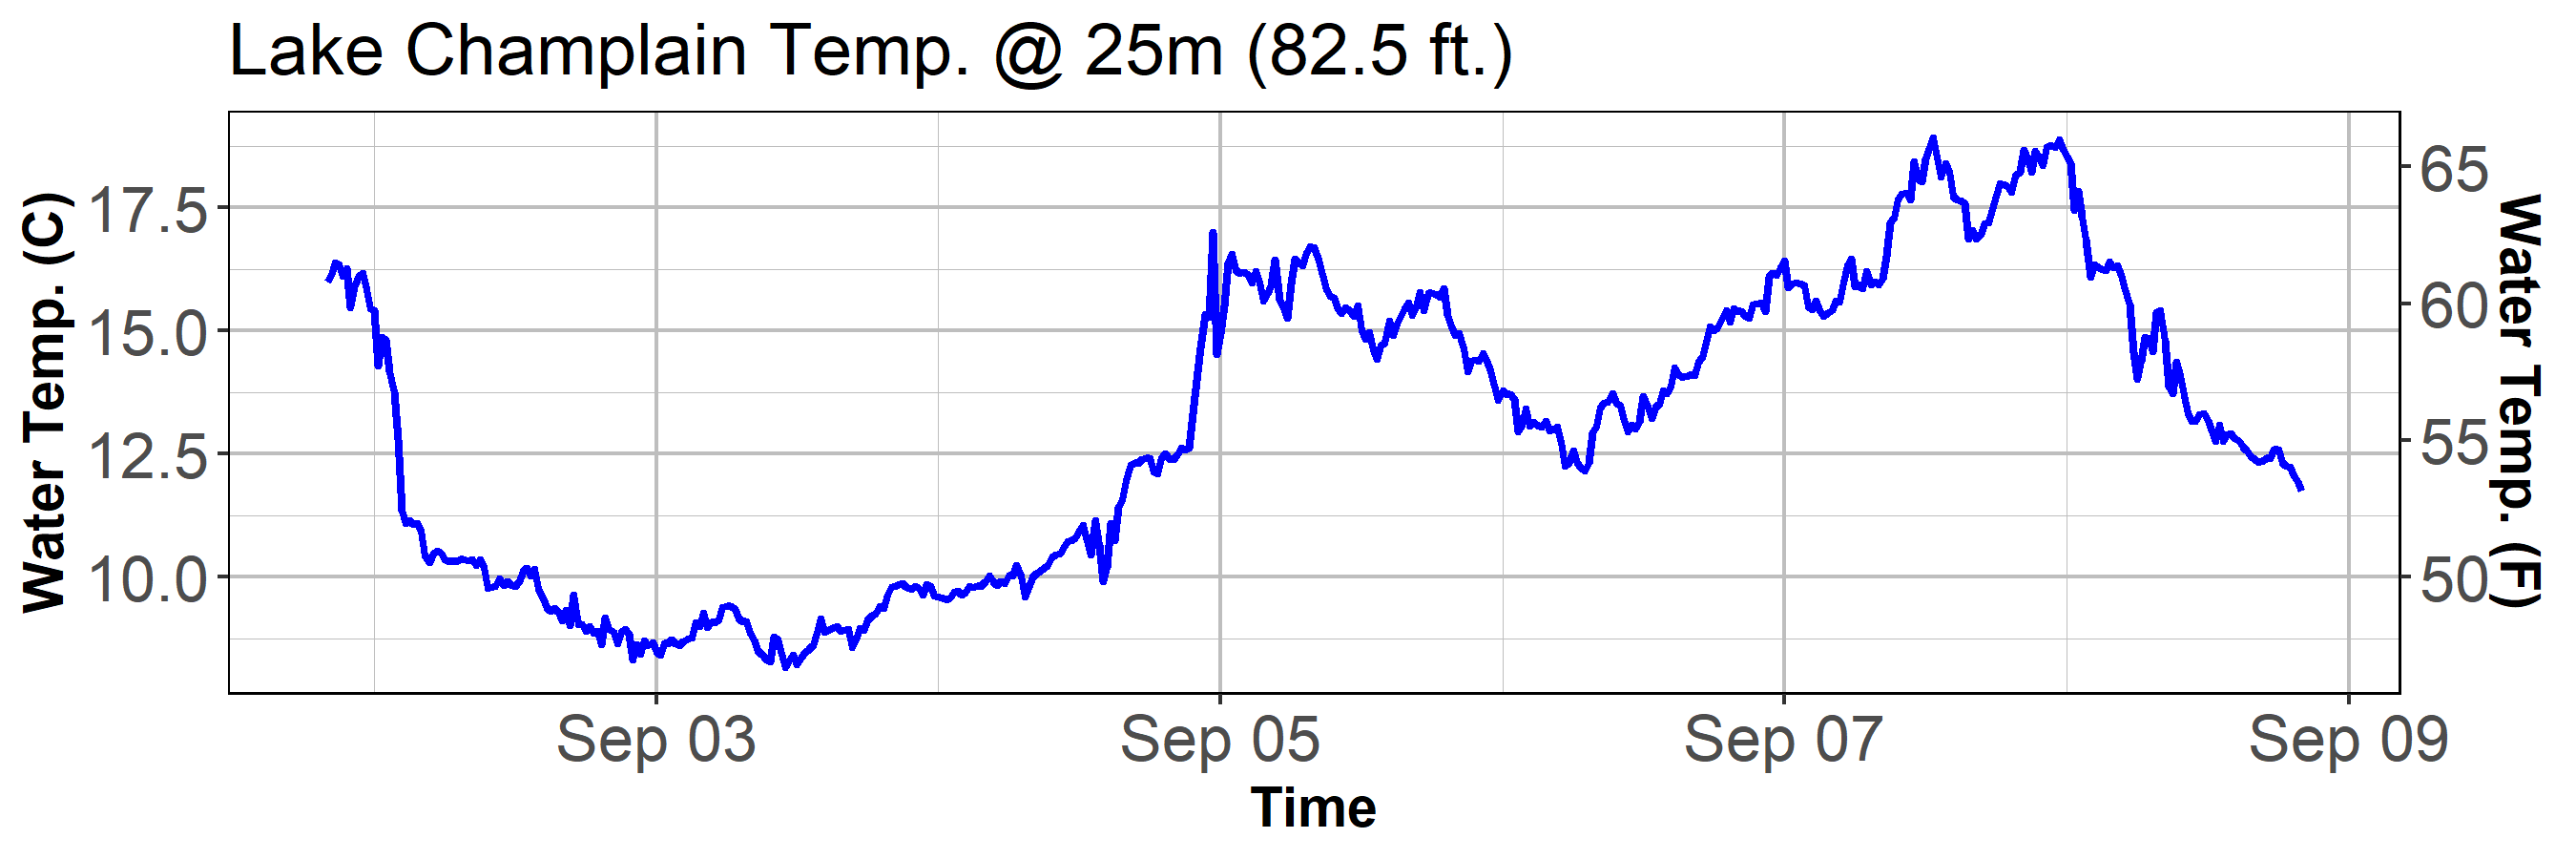 Lake Champlain Temp. @ 25m (82.5 ft.)
Water Temp. (C)
17.5
15.0
12.5
10.0
65
60
55
50
Water Temp. (F)
Sep 03 Sep 05 Sep 07 Sep 09
Time